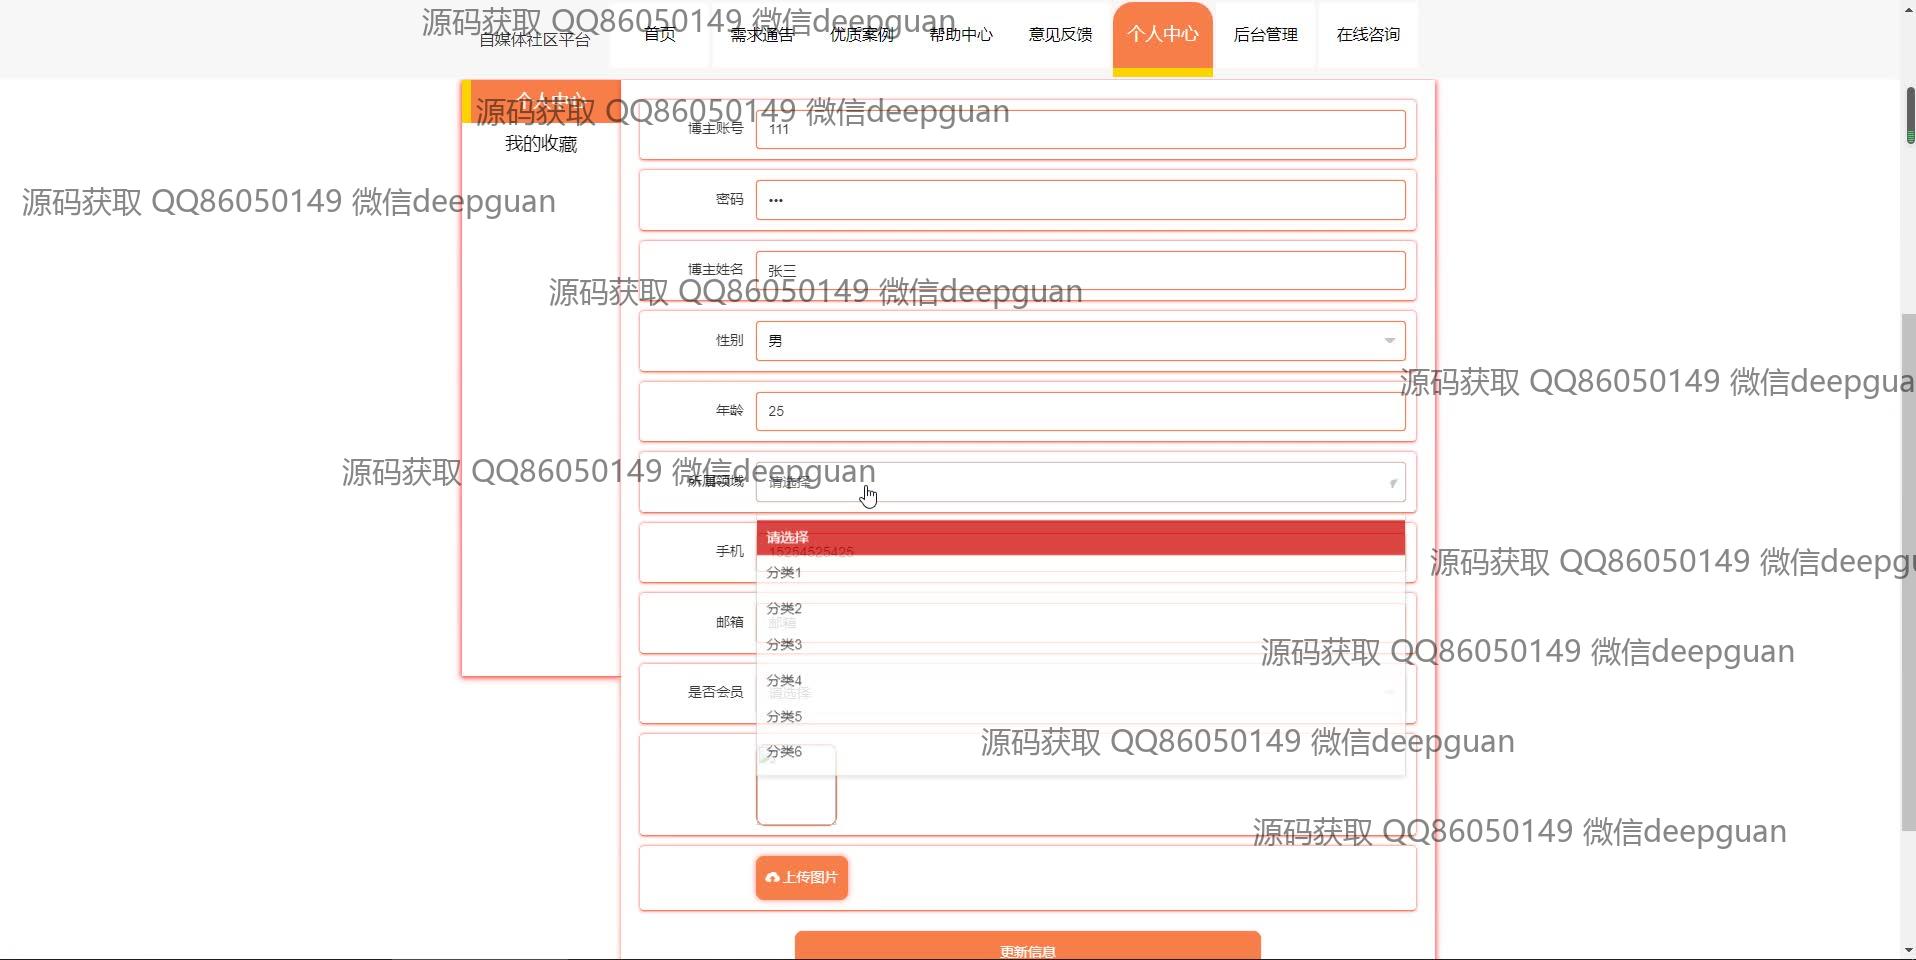 源码获取 QQ86050149 微信deepguan
自媒体社区平台
首页
需求通告
优质案例
帮助中心
意见反馈
个人中心
后台管理
在线咨询
个人中心
源码获取 QQ86050149 微信deepguan
博主账号
111
我的收藏
源码获取 QQ86050149 微信deepguan
密码
•••
博主姓名
张三
源码获取 QQ86050149 微信deepguan
性别
男
源码获取 QQ86050149 微信deepgua
年龄
25
源码获取 QQ86050149 微信deepguan
所属领域
请选择
请选择
手机
15254525425
源码获取 QQ86050149 微信deepgu
分类1
分类2
邮箱
邮箱
分类3
源码获取 QQ86050149 微信deepguan
分类4
是否会员
请选择
分类5
源码获取 QQ86050149 微信deepguan
分类6
源码获取 QQ86050149 微信deepguan
上传图片
更新信息